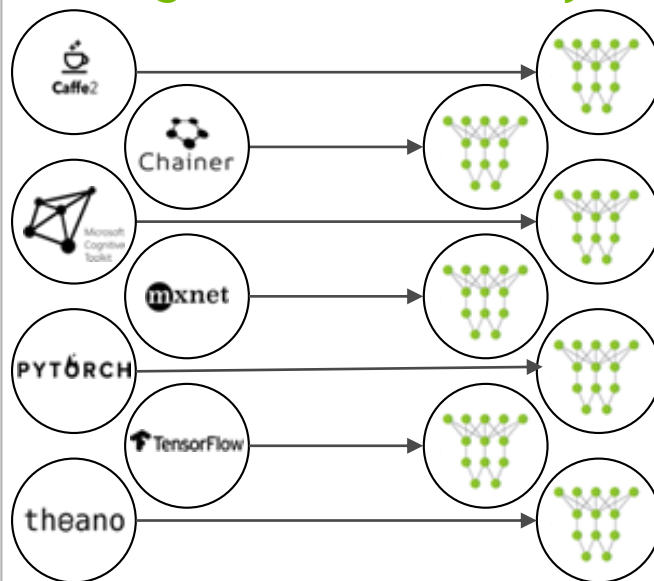 Caffe2
Chainer
Microsoft
Cognitive
Toolkit
mxnet
PYTORCH
TensorFlow
theano